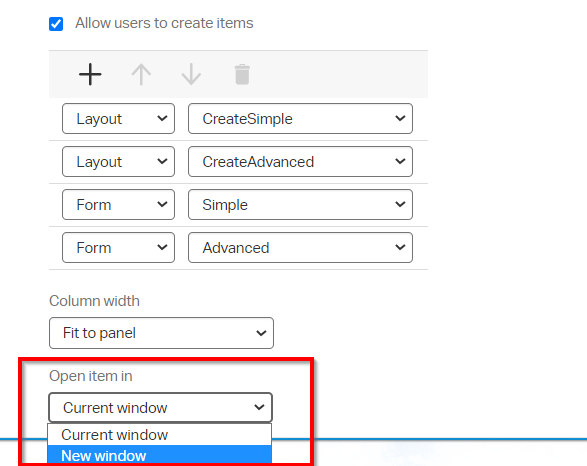 Allow users to create items
Layout CreateSimple
Layout CreateAdvanced
Form Simple
Form Advanced
Column width
Fit to panel
Open item in
Current window
Current window
New window